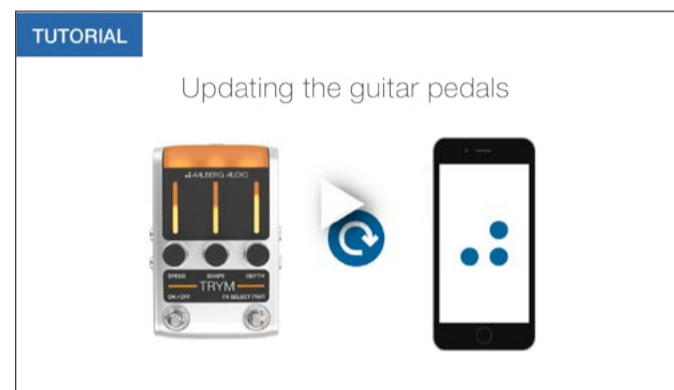 TUTORIAL
Updating the guitar pedals
AALBERG AUDIO
SPEED SHAPE DEPTH
TRYM
ON/OFF FX SELECT (TAP)